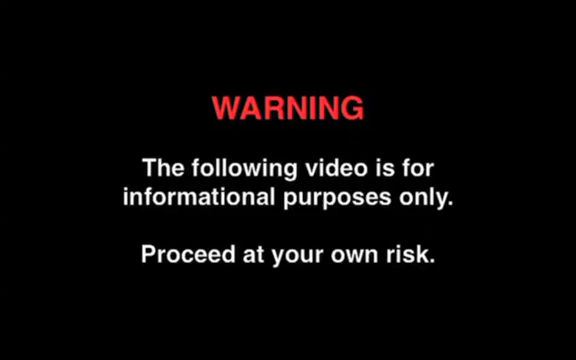 WARNING
The following video is for
informational purposes only.
Proceed at your own risk.